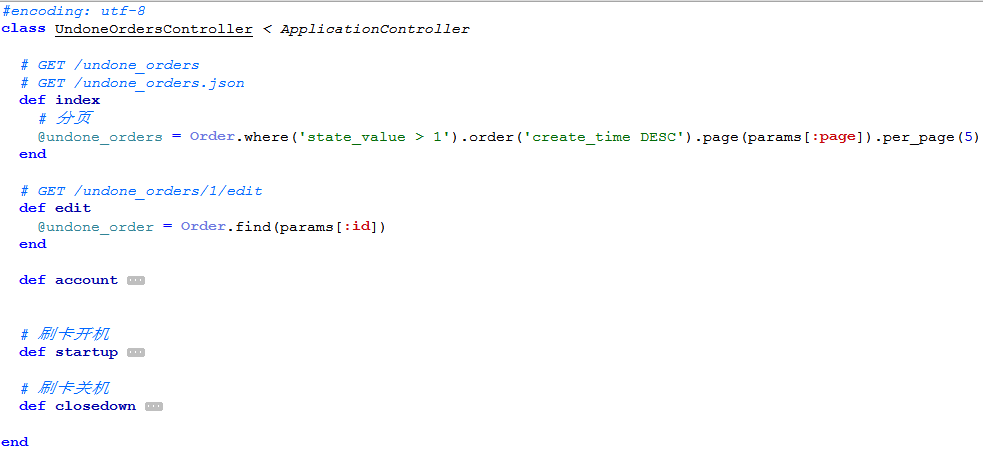 #encoding: utf-8
class UndoneOrdersController < ApplicationController
# GET /undone_orders
# GET /undone_orders.json
def index
# 分页
@undone_orders = Order.where('state_value > 1').order('create_time DESC').page(params[:page]).per_page(5)
end
# GET /undone_orders/1/edit
def edit
@undone_order = Order.find(params[:id])
end
def account ...
# 刷卡开机
def startup ...
# 刷卡关机
def closedown ...
end